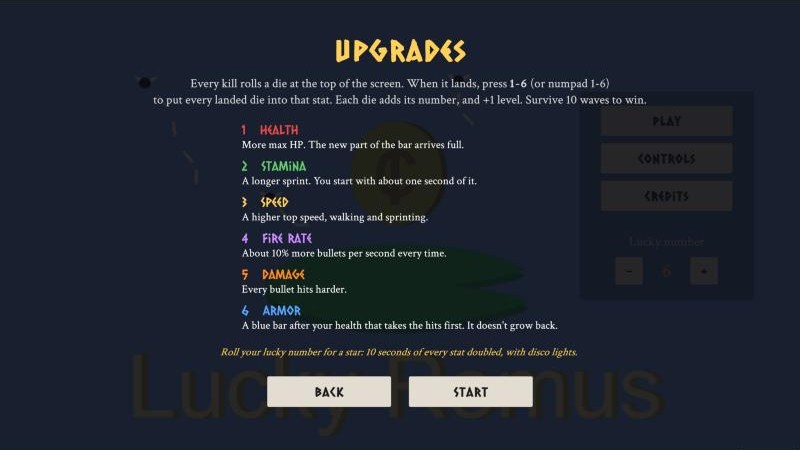 UPGRADES
Every kill rolls a die at the top of the screen. When it lands, press 1-6 (or numpad 1-6)
to put every landed die into that stat. Each die adds its number, and +1 level. Survive 10 waves to win.
PLAY
1 HEALTH
More max HP. The new part of the bar arrives full.
CONTROLS
2 STAMINA
A longer sprint. You start with about one second of it.
CREDITS
3 SPEED
A higher top speed, walking and sprinting.
4 FIRE RATE
Lucky number
About 10% more bullets per second every time.
5 DAMAGE
- 6 +
Every bullet hits harder.
6 ARMOR
A blue bar after your health that takes the hits first. It doesn't grow back.
Roll your lucky number for a star: 10 seconds of every stat doubled, with disco lights.
BACK START
Lucky Romus